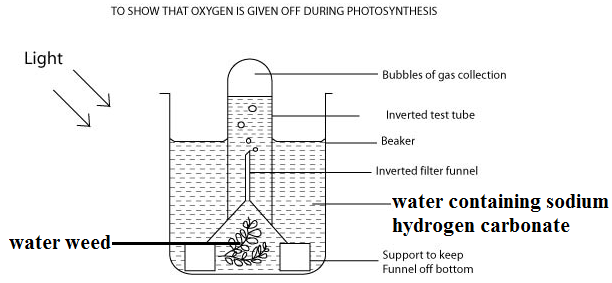 TO SHOW THAT OXYGEN IS GIVEN OFF DURING PHOTOSYNTHESIS
Light
Bubbles of gas collection
Inverted test tube
Beaker
Inverted filter funnel
water containing sodium
hydrogen carbonate
water weed
Support to keep
Funnel off bottom